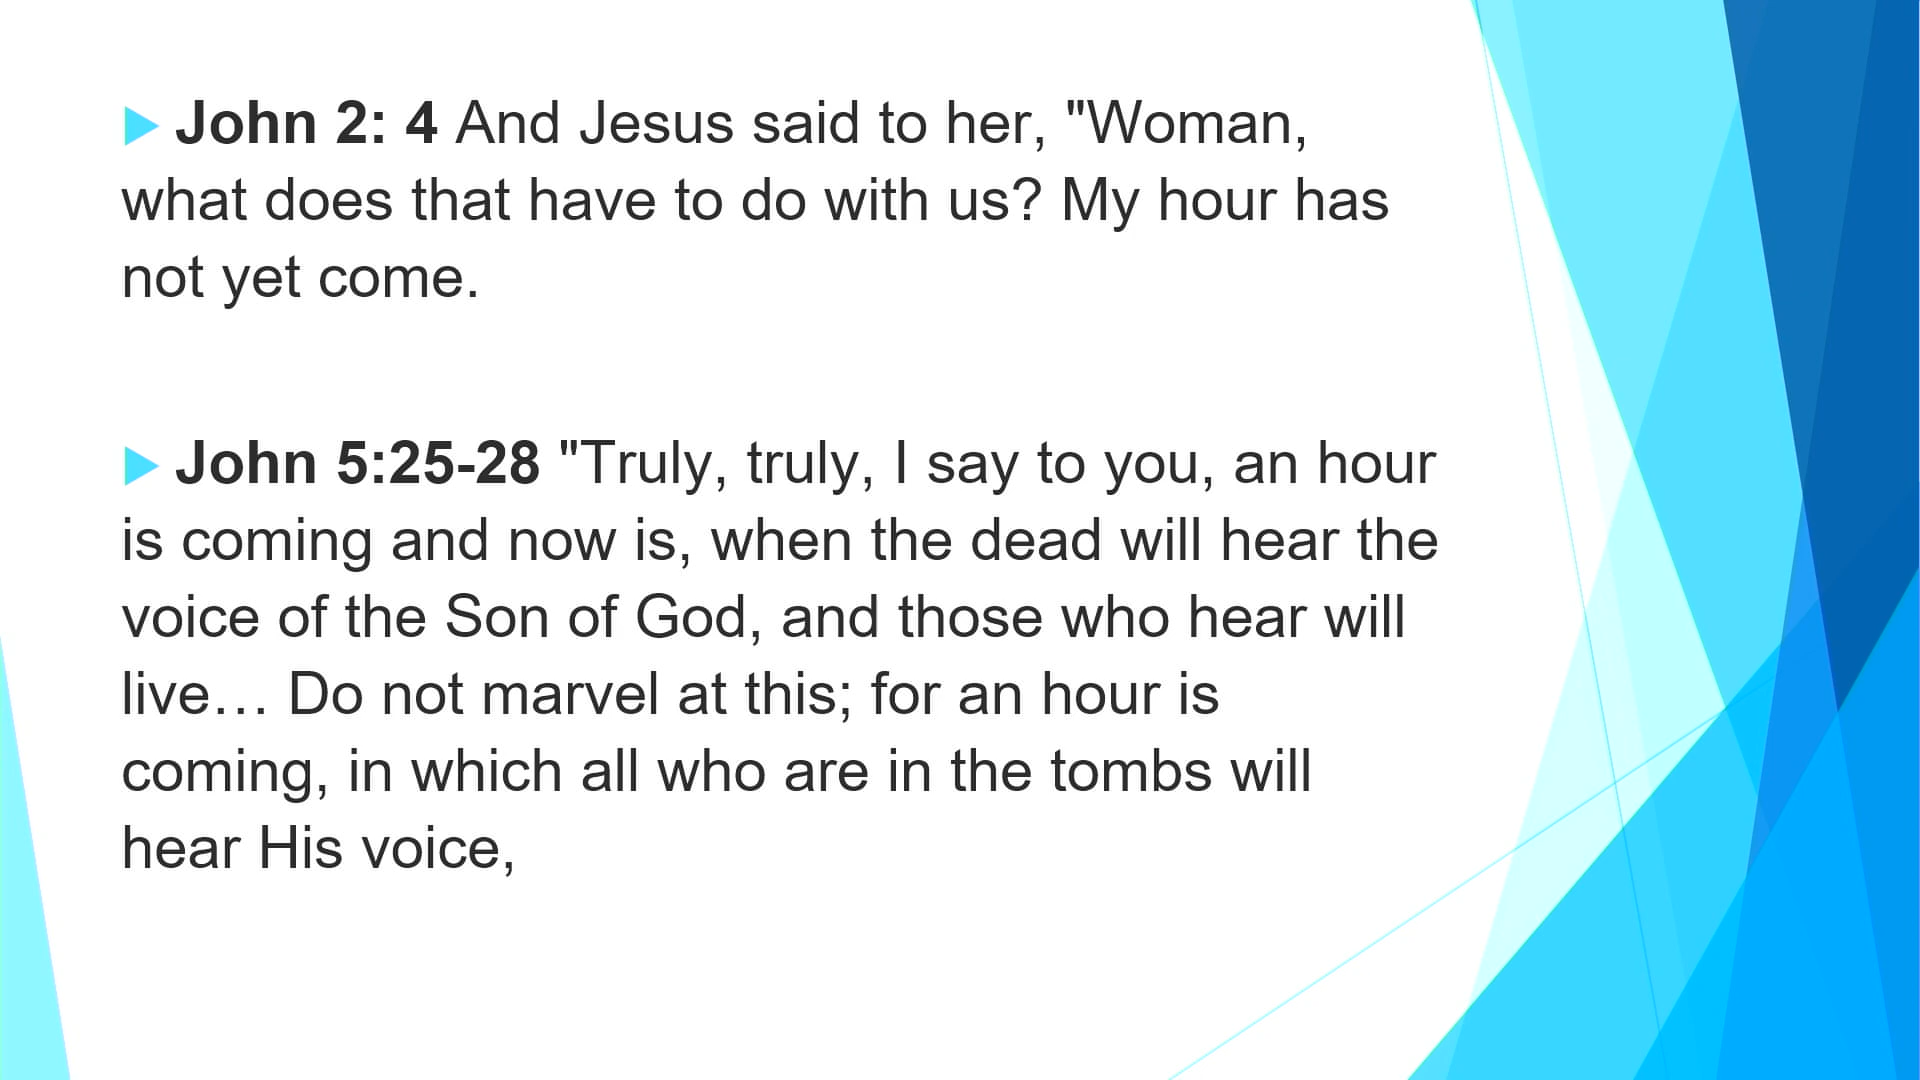 John 2: 4 And Jesus said to her, "Woman,
what does that have to do with us? My hour has
not yet come.
John 5:25-28 "Truly, truly, I say to you, an hour
is coming and now is, when the dead will hear the
voice of the Son of God, and those who hear will
live… Do not marvel at this; for an hour is
coming, in which all who are in the tombs will
hear His voice,